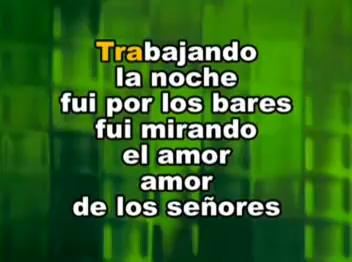 Trabajando
la noche
fui por los bares
fui mirando
el amor
amor
de los señores